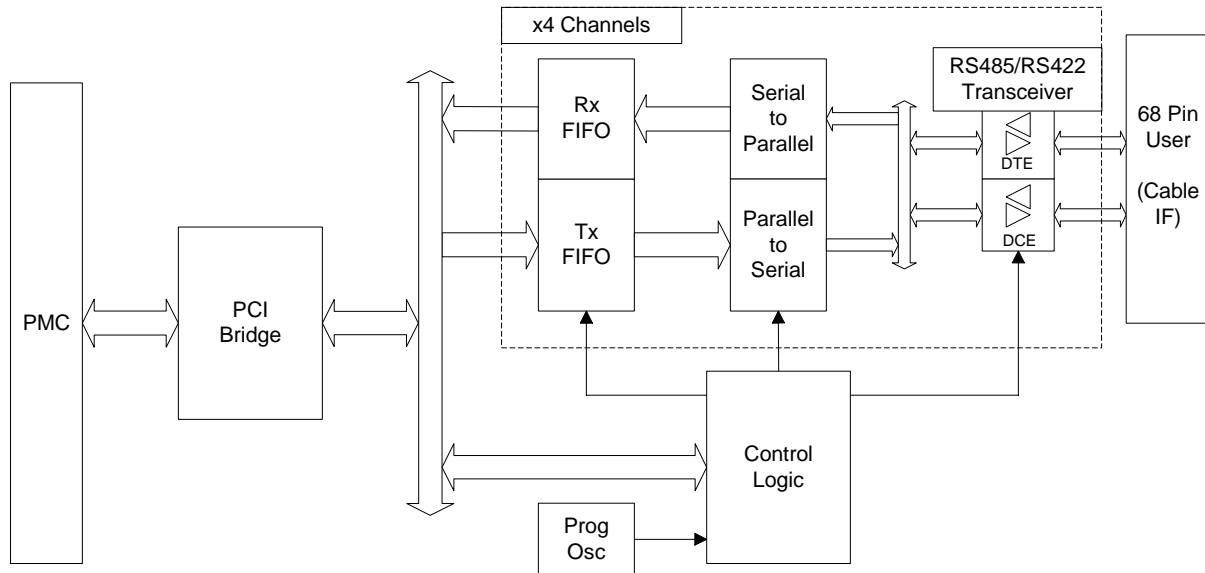 x4 Channels
RS485/RS422
Transceiver
Rx
FIFO
Serial
to
Parallel
DTE
68 Pin
User
(Cable
IF)
Tx
FIFO
Parallel
to
Serial
DCE
PMC
PCI
Bridge
Control
Logic
Prog
Osc